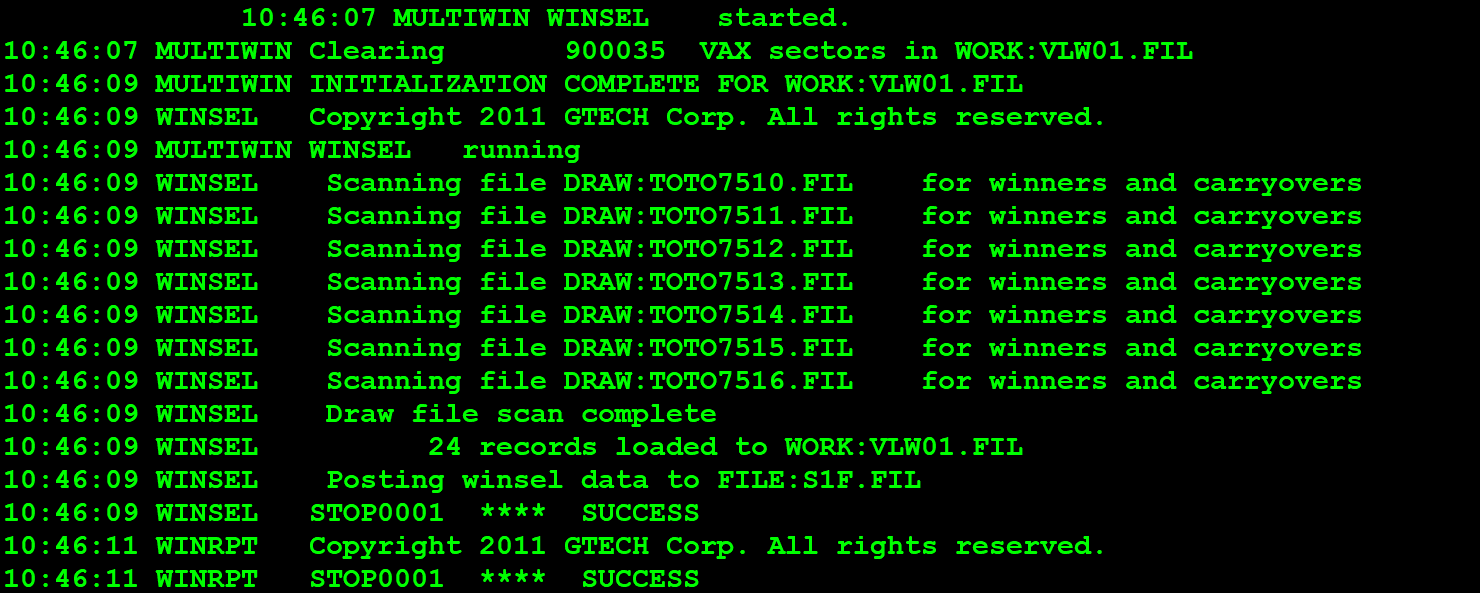 10:46:07 MULTIWIN WINSEL    started.
10:46:07 MULTIWIN Clearing       900035  VAX sectors in WORK:VLW01.FIL
10:46:09 MULTIWIN INITIALIZATION COMPLETE FOR WORK:VLW01.FIL
10:46:09 WINSEL   Copyright 2011 GTECH Corp. All rights reserved.
10:46:09 MULTIWIN WINSEL   running
10:46:09 WINSEL    Scanning file DRAW:TOTO7510.FIL    for winners and carryovers
10:46:09 WINSEL    Scanning file DRAW:TOTO7511.FIL    for winners and carryovers
10:46:09 WINSEL    Scanning file DRAW:TOTO7512.FIL    for winners and carryovers
10:46:09 WINSEL    Scanning file DRAW:TOTO7513.FIL    for winners and carryovers
10:46:09 WINSEL    Scanning file DRAW:TOTO7514.FIL    for winners and carryovers
10:46:09 WINSEL    Scanning file DRAW:TOTO7515.FIL    for winners and carryovers
10:46:09 WINSEL    Scanning file DRAW:TOTO7516.FIL    for winners and carryovers
10:46:09 WINSEL    Draw file scan complete
10:46:09 WINSEL          24 records loaded to WORK:VLW01.FIL
10:46:09 WINSEL    Posting winsel data to FILE:S1F.FIL
10:46:09 WINSEL   STOP0001  ****  SUCCESS
10:46:11 WINRPT   Copyright 2011 GTECH Corp. All rights reserved.
10:46:11 WINRPT   STOP0001  ****  SUCCESS